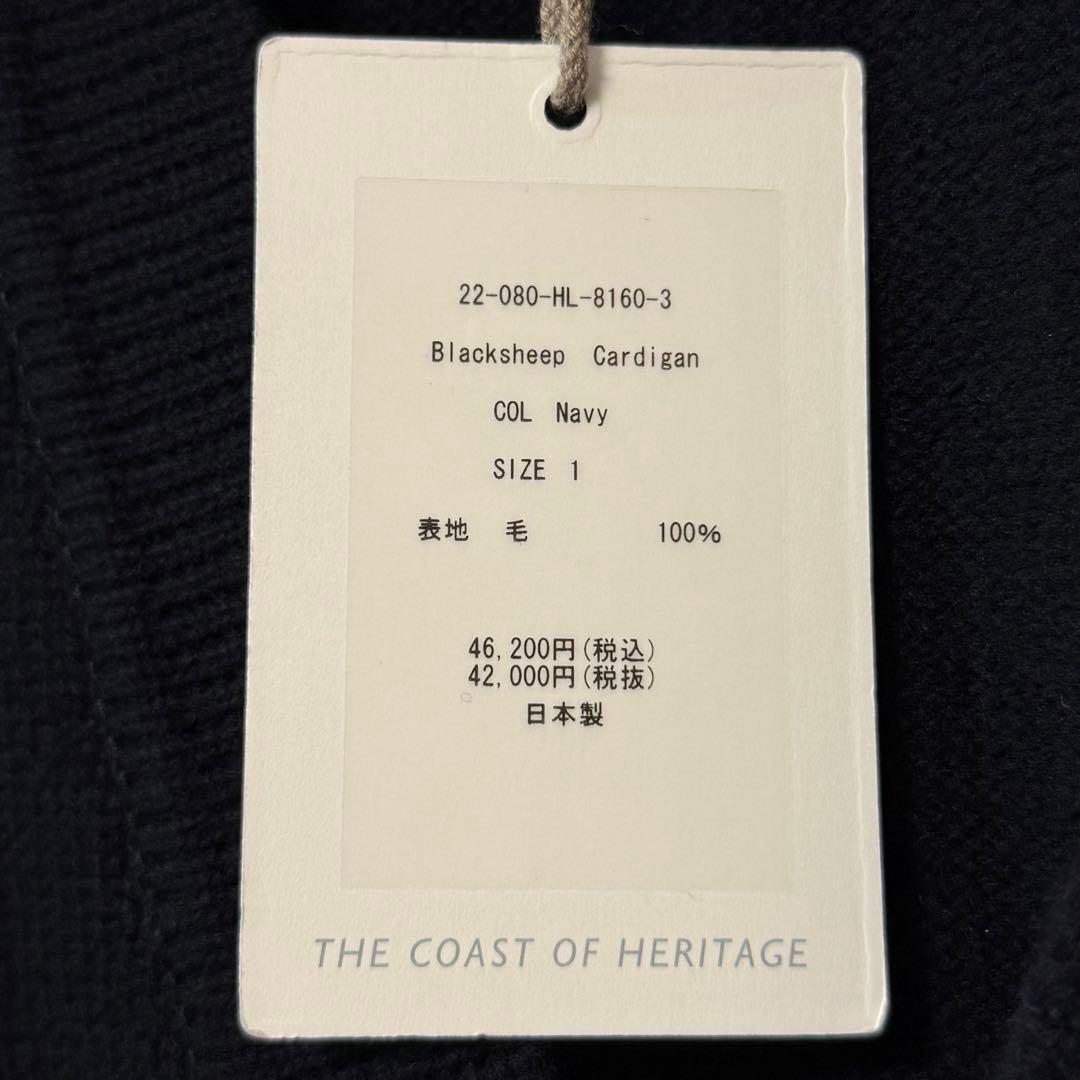 22-080-HL-8160-3
Blacksheep Cardigan
COL Navy
SIZE 1
表地 毛 100%
46,200円(税込)
42,000円(税抜)
日本製
THE COAST OF HERITAGE